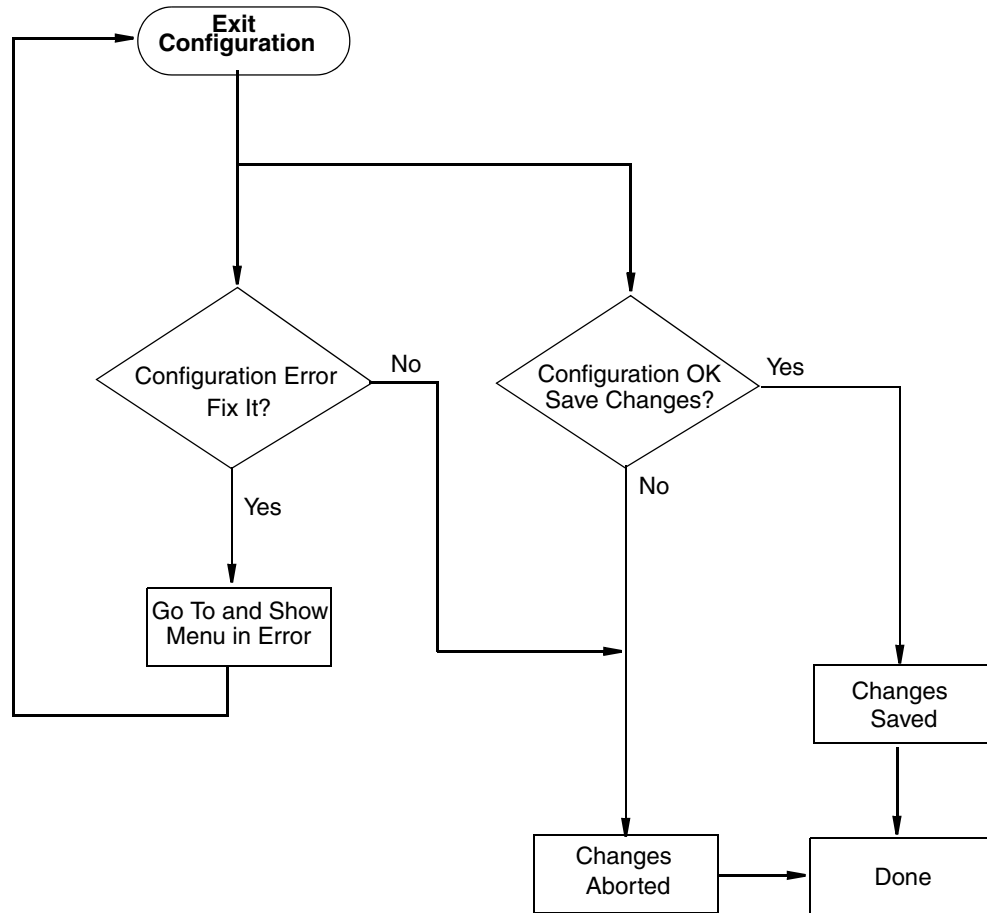 Exit
Configuration
Configuration Error
Fix It?
No
Yes
Configuration OK
Save Changes?
Yes
No
Go To and Show
Menu in Error
Changes
Saved
Changes
Aborted
Done